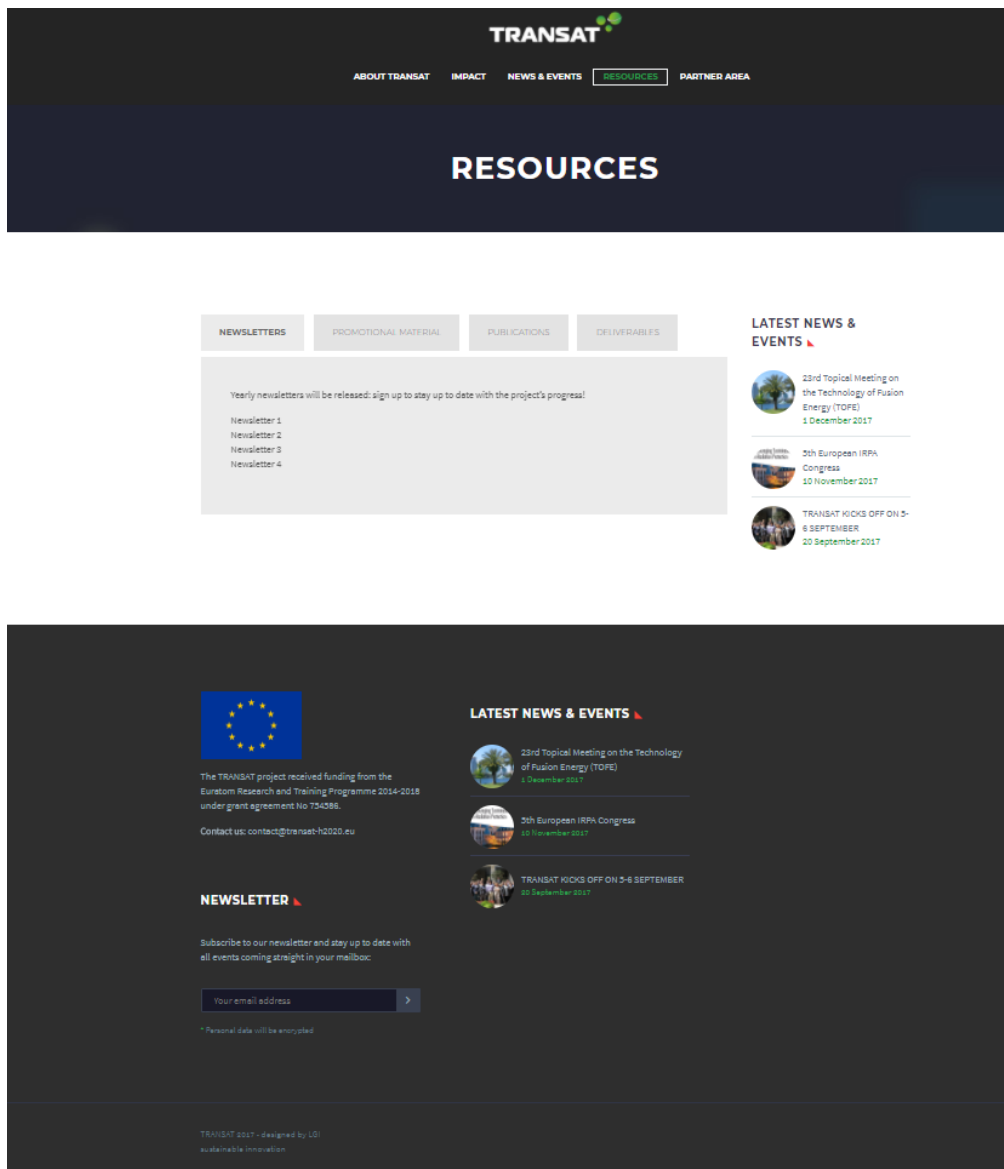 TRANSAT
ABOUT TRANSAT IMPACT NEWS & EVENTS RESOURCES PARTNER AREA
RESOURCES
NEWSLETTERS PROMOTIONAL MATERIAL PUBLICATIONS DELIVERABLES
Yearly newsletters will be released: sign up to stay up to date with the project's progress!
Newsletter 1
Newsletter 2
Newsletter 3
Newsletter 4
LATEST NEWS &
EVENTS
23rd Topical Meeting on
the Technology of Fusion
Energy (TOFE)
1 December 2017
5th European IRPA
Congress
10 November 2017
TRANSAT KICKS OFF ON 5-
6 SEPTEMBER
20 September 2017
The TRANSAT project received funding from the
Euratom Research and Training Programme 2014-2018
under grant agreement No 754586.
Contact us: contact@transat-h2020.eu
NEWSLETTER
Subscribe to our newsletter and stay up to date with
all events coming straight in your mailbox:
Your email address
* Personal data will be encrypted
LATEST NEWS & EVENTS
23rd Topical Meeting on the Technology
of Fusion Energy (TOFE)
1 December 2017
5th European IRPA Congress
10 November 2017
TRANSAT KICKS OFF ON 5-6 SEPTEMBER
20 September 2017
TRANSAT 2017 - designed by LGI
sustainable innovation